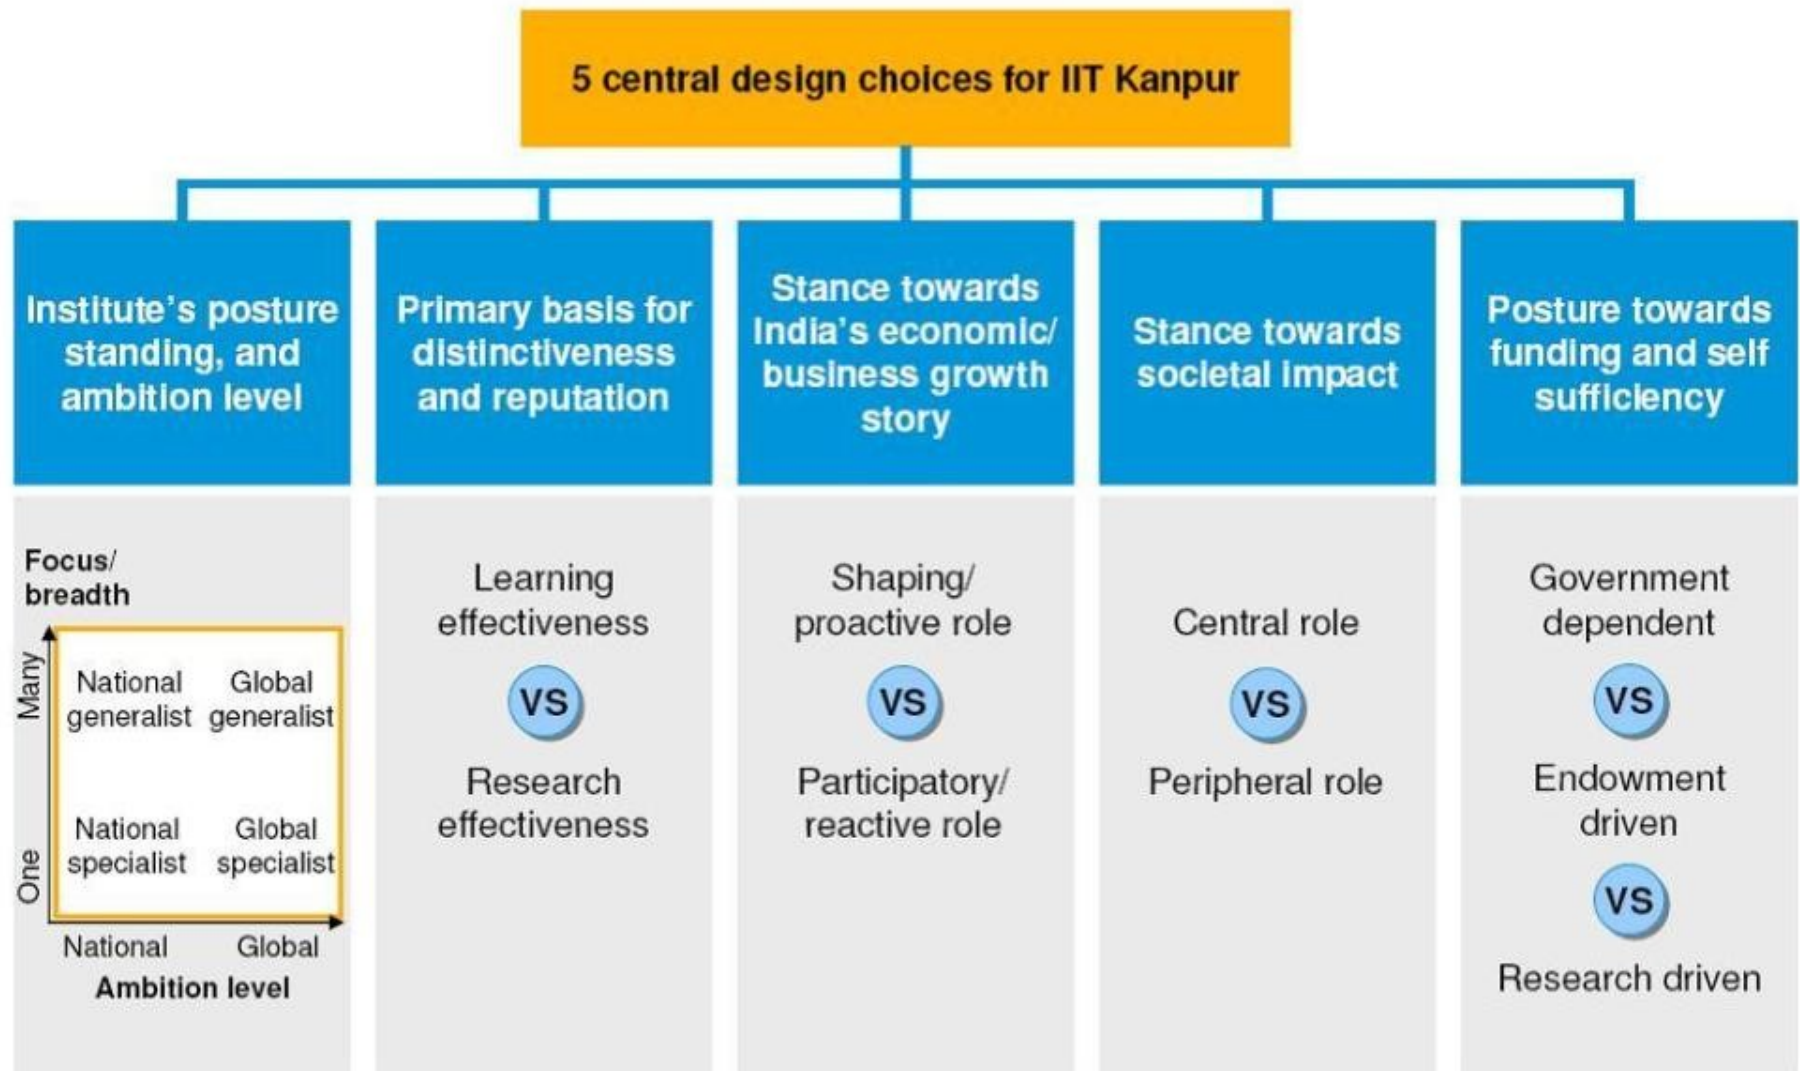 5 central design choices for IIT Kanpur
Institute's posture
standing, and
ambition level
Primary basis for
distinctiveness
and reputation
Stance towards
India's economic/
business growth
story
Stance towards
societal impact
Posture towards
funding and self
sufficiency
Focus/
breadth
Many
One
National
generalist
Global
generalist
National
specialist
Global
specialist
National
Global
Ambition level
Learning
effectiveness
VS
Research
effectiveness
Shaping/
proactive role
VS
Participatory/
reactive role
Central role
VS
Peripheral role
Government
dependent
VS
Endowment
driven
VS
Research driven